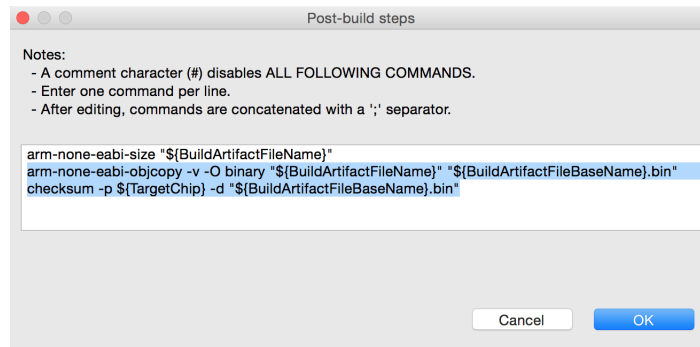 Post-build steps
Notes:
- A comment character (#) disables ALL FOLLOWING COMMANDS.
- Enter one command per line.
- After editing, commands are concatenated with a ';' separator.
arm-none-eabi-size "${BuildArtifactFileName}"
arm-none-eabi-objcopy -v -O binary "${BuildArtifactFileName}" "${BuildArtifactFileBaseName}.bin"
checksum -p ${TargetChip} -d "${BuildArtifactFileBaseName}.bin"
Cancel OK